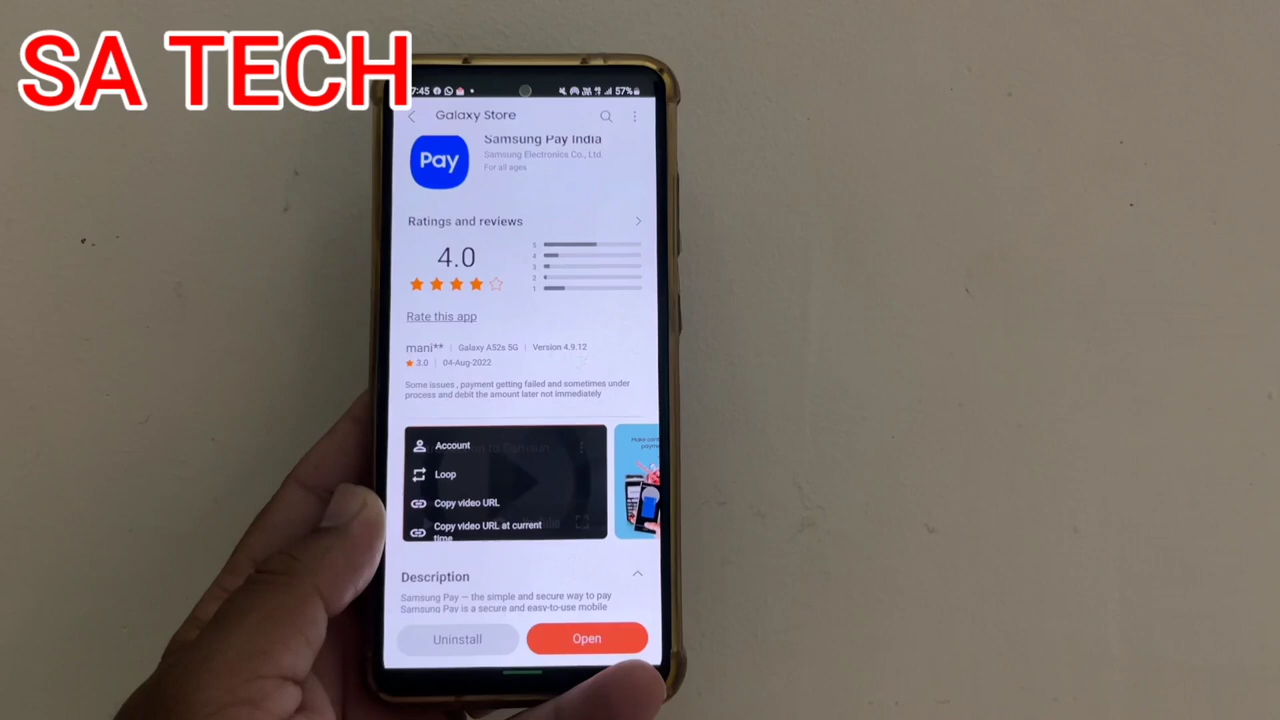 SA TECH
7:45
57%
Galaxy Store
Samsung Pay India
Pay
Samsung Electronics Co., Ltd
For all ages
Ratings and reviews
4.0
5
4
3
2
1
Rate this app
mani** | Galaxy A52s 5G | Version 4.9.12
3.0 | 04-Aug-2022
Some issues , payment getting failed and sometimes under
process and debit the amount later not immediately
Account
Loop
Copy video URL
Copy video URL at current
time
Description
Samsung Pay – the simple and secure way to pay
Samsung Pay is a secure and easy-to-use mobile
Uninstall
Open